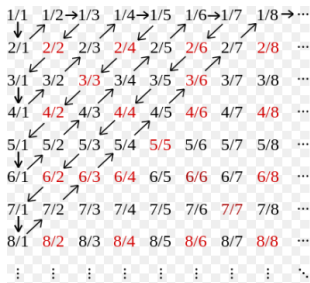 1/1 1/2 → 1/3 1/4 → 1/5 1/6 → 1/7 1/8 → ⋯
2/1 2/2 2/3 2/4 2/5 2/6 2/7 2/8 ⋯
3/1 3/2 3/3 3/4 3/5 3/6 3/7 3/8 ⋯
4/1 4/2 4/3 4/4 4/5 4/6 4/7 4/8 ⋯
5/1 5/2 5/3 5/4 5/5 5/6 5/7 5/8 ⋯
6/1 6/2 6/3 6/4 6/5 6/6 6/7 6/8 ⋯
7/1 7/2 7/3 7/4 7/5 7/6 7/7 7/8 ⋯
8/1 8/2 8/3 8/4 8/5 8/6 8/7 8/8 ⋯
⋮ ⋮ ⋮ ⋮ ⋮ ⋮ ⋮ ⋮ ⋱